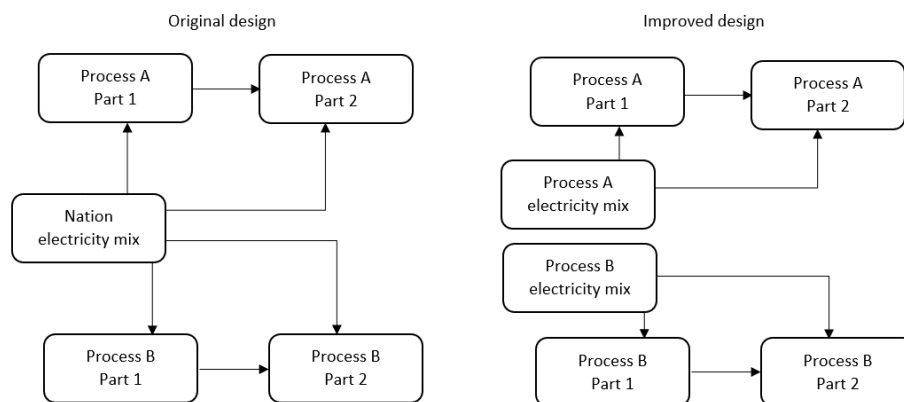 Original design
Process A
Part 1
Process A
Part 2
Nation
electricity mix
Process B
Part 1
Process B
Part 2
Improved design
Process A
Part 1
Process A
Part 2
Process A
electricity mix
Process B
electricity mix
Process B
Part 1
Process B
Part 2